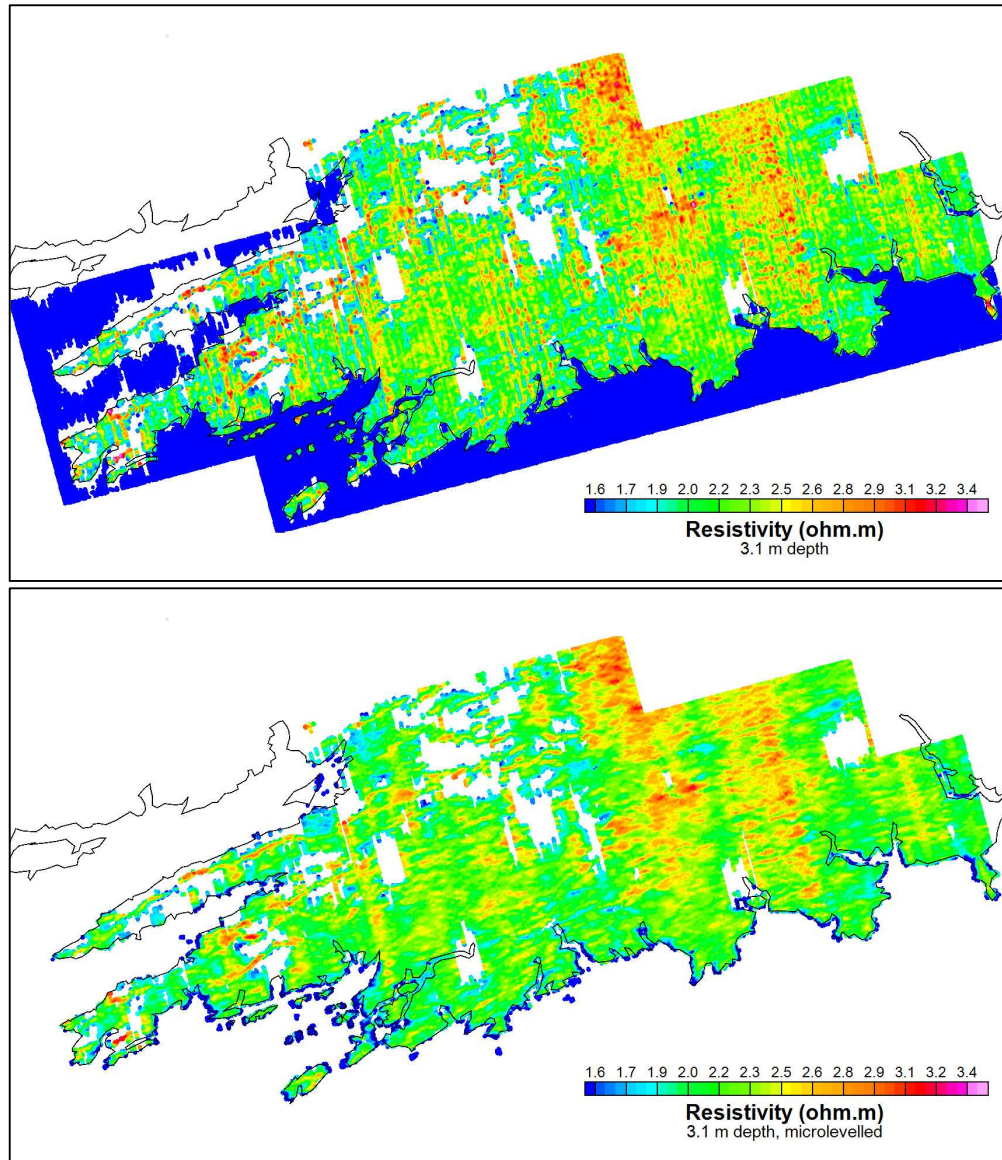 1.6 1.7 1.9 2.0 2.2 2.3 2.5 2.6 2.8 2.9 3.1 3.2 3.4
Resistivity (ohm.m)
3.1 m depth
1.6 1.7 1.9 2.0 2.2 2.3 2.5 2.6 2.8 2.9 3.1 3.2 3.4
Resistivity (ohm.m)
3.1 m depth, microlevelled